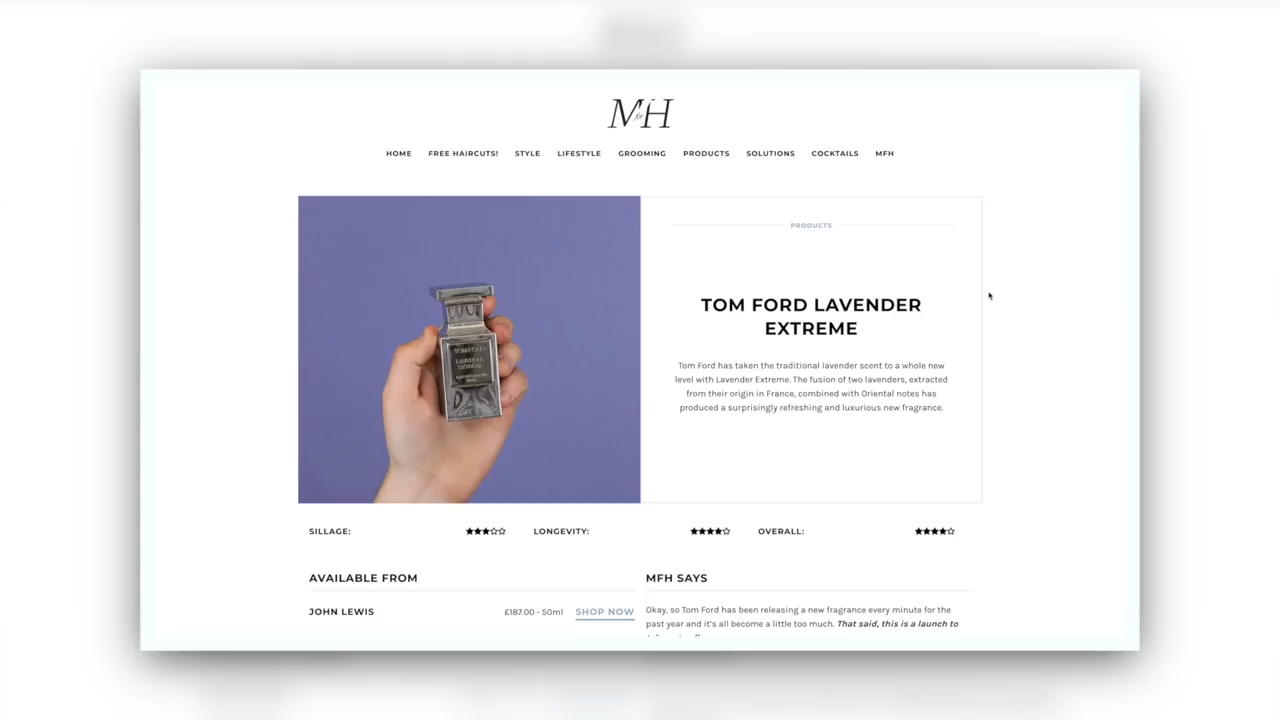 MforH
HOME FREE HAIRCUTS! STYLE LIFESTYLE GROOMING PRODUCTS SOLUTIONS COCKTAILS MFH
PRODUCTS
TOM FORD LAVENDER
EXTREME
Tom Ford has taken the traditional lavender scent to a whole new
level with Lavender Extreme. The fusion of two lavenders, extracted
from their origin in France, combined with Oriental notes has
produced a surprisingly refreshing and luxurious new fragrance.
TOM FORD
LAVENDER
EXTREME
SILLAGE: ★★★☆☆ LONGEVITY: ★★★★☆ OVERALL: ★★★★☆
AVAILABLE FROM
JOHN LEWIS £187.00 - 50ml SHOP NOW
MFH SAYS
Okay, so Tom Ford has been releasing a new fragrance every minute for the
past year and it's all become a little too much. That said, this is a launch to